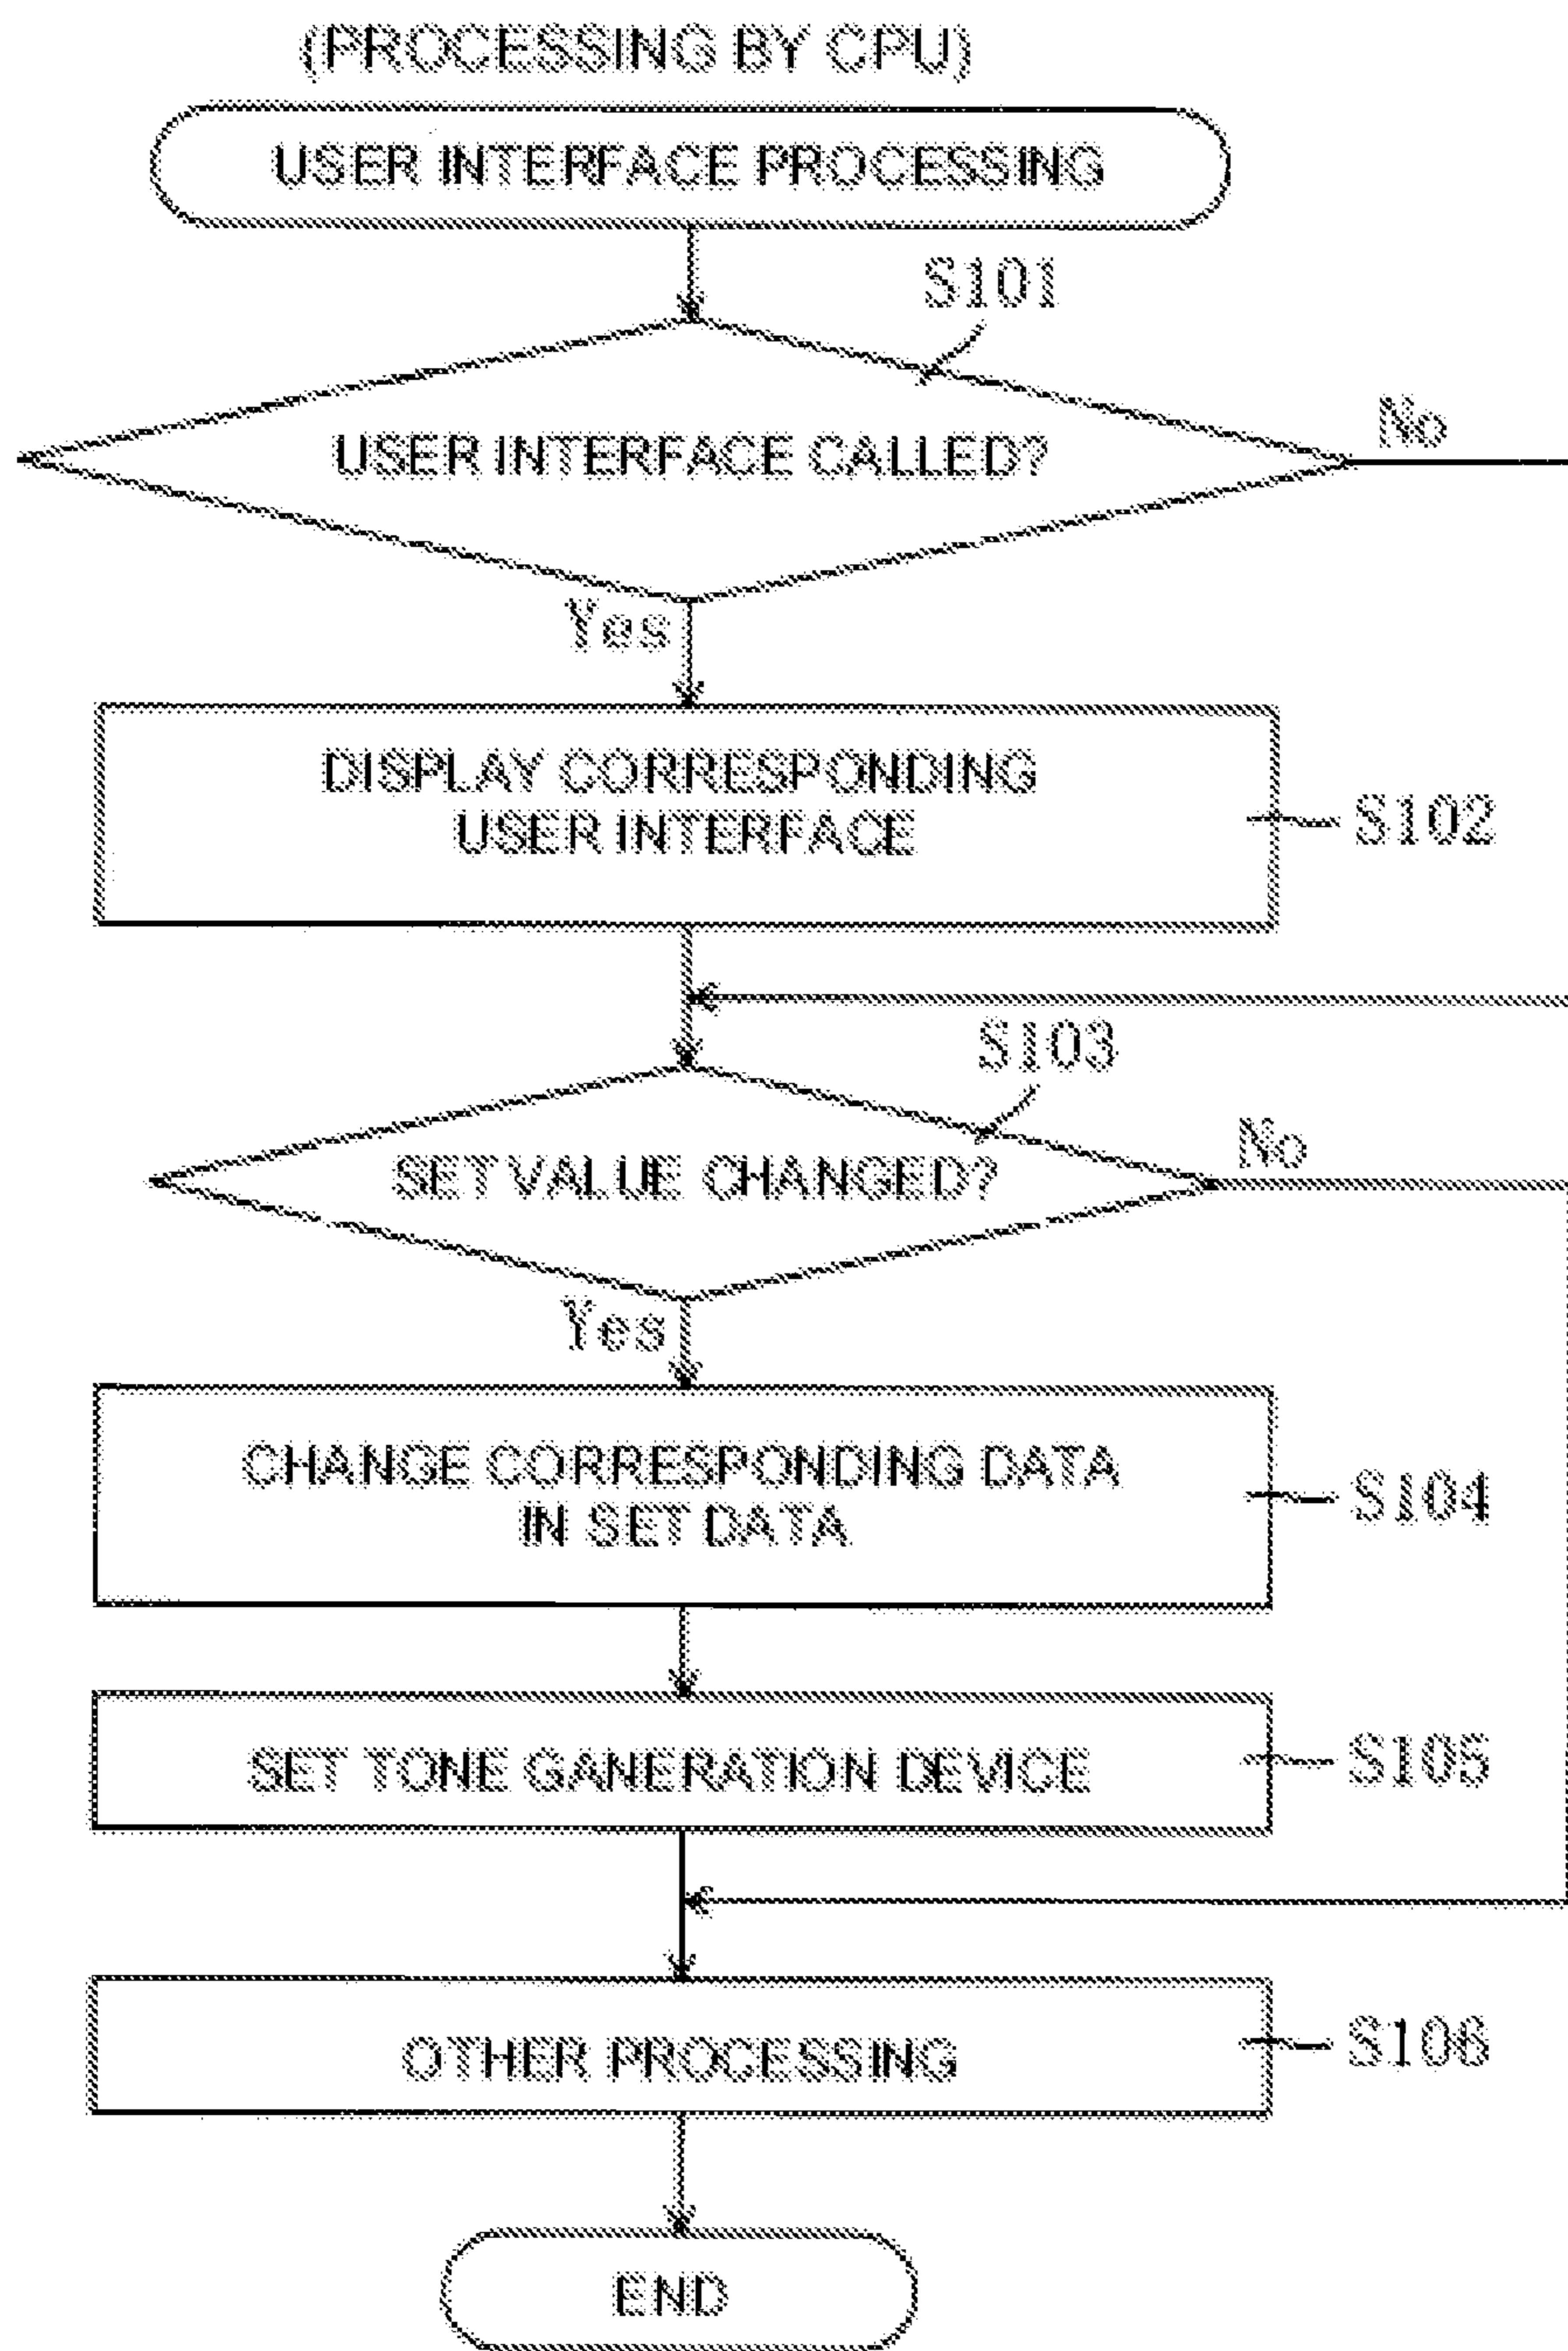 (PROCESSING BY CPU)
USER INTERFACE PROCESSING
S101
USER INTERFACE CALLED?
No
Yes
DISPLAY CORRESPONDING
USER INTERFACE
S102
S103
SET VALUE CHANGED?
No
Yes
CHANGE CORRESPONDING DATA
IN SET DATA
S104
SET TONE GANERATION DEVICE
S105
OTHER PROCESSING
S106
END